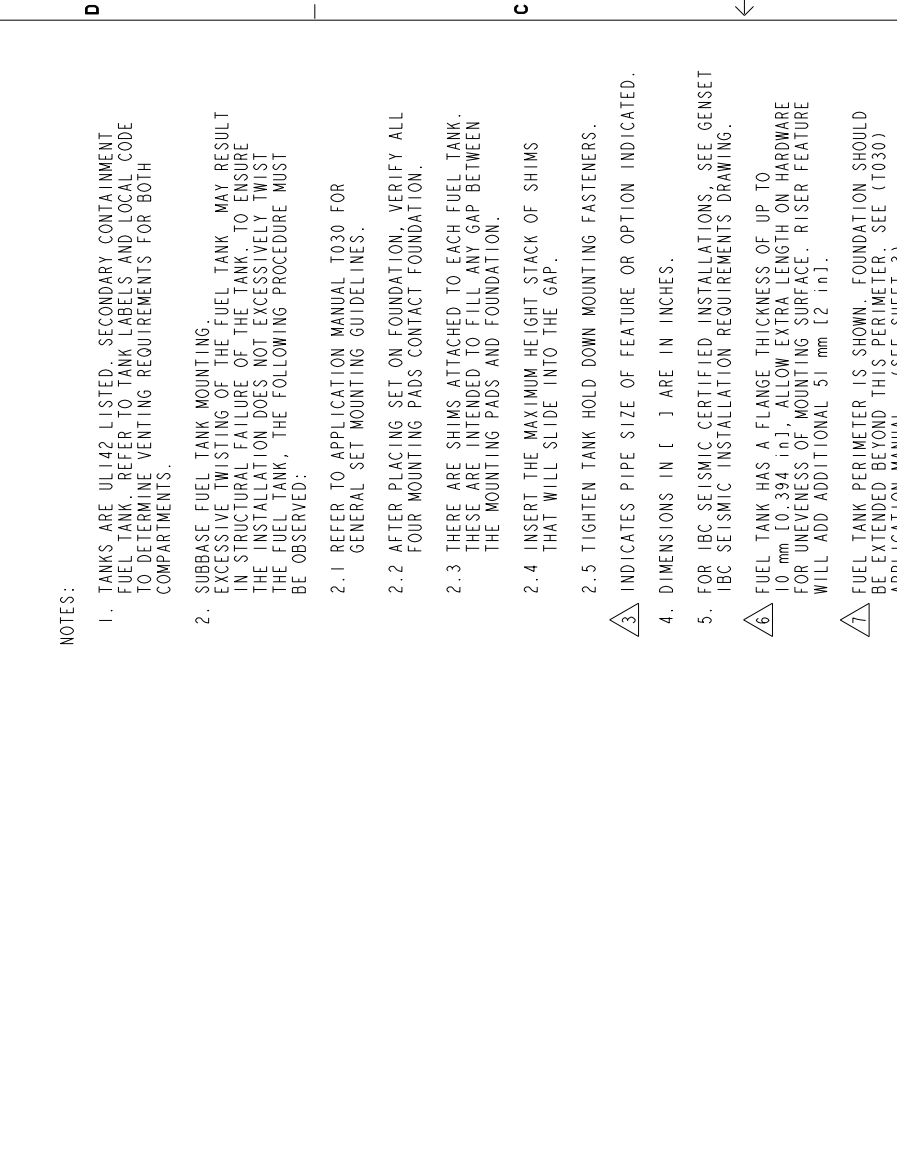 D
C
NOTES:
1. TANKS ARE UL142 LISTED. SECONDARY CONTAINMENT
FUEL TANK. REFER TO TANK LABELS AND LOCAL CODE
TO DETTERMINE VENTING REQUIREMENTS FOR BOTH
COMPARTMENTS.
2. SUBBASE FUEL TANK MOUNTING.
EXCESSIVE TWISTING OF THE FUEL TANK MAY RESULT
IN STRUCTURAL FAILURE OF THE TANK. TO ENSURE
THE INSTALLATION DOES NOT EXCESSIVELY TWIST
THE FUEL TANK, THE FOLLOWING PROCEDURE MUST
BE OBSERVED:
2.1 REFER TO APPLICATION MANUAL T030 FOR
GENERAL SET MOUNTING GUIDELINES.
2.2 AFTER PLACING SET ON FOUNDATION, VERIFY ALL
FOUR MOUNTING PADS CONTACT FOUNDATION.
2.3 THERE ARE SHIMS ATTACHED TO EACH FUEL TANK.
THESE ARE INTENDED TO FILL ANY GAP BETWEEN
THE MOUNTING PADS AND FOUNDATION.
2.4 INSERT THE MAXIMUM HEIGHT STACK OF SHIMS
THAT WILL SLIDE INTO THE GAP.
2.5 TIGHTEN TANK HOLD DOWN MOUNTING FASTENERS.
3 INDICATES PIPE SIZE OF FEATURE OR OPTION INDICATED.
4. DIMENSIONS IN [ ] ARE IN INCHES.
5. FOR IBC SEISMIC CERTIFIED INSTALLATIONS, SEE GENSET
IBC SEISMIC INSTALLATION REQUIREMENTS DRAWING.
6 FUEL TANK HAS A FLANGE THICKNESS OF UP TO
10 mm [0.394 in], ALLOW EXTRA LENGTH ON HARDWARE
FOR UNEVENESS OF MOUNTING SURFACE. RISER FEATURE
WILL ADD ADDITIONAL 51 mm [2 in].
7 FUEL TANK PERIMETER IS SHOWN. FOUNDATION SHOULD
BE EXTENDED BEYOND THIS PERIMETER. SEE (T030)
APPLICATION MANUAL. (SEE SHEET 3)